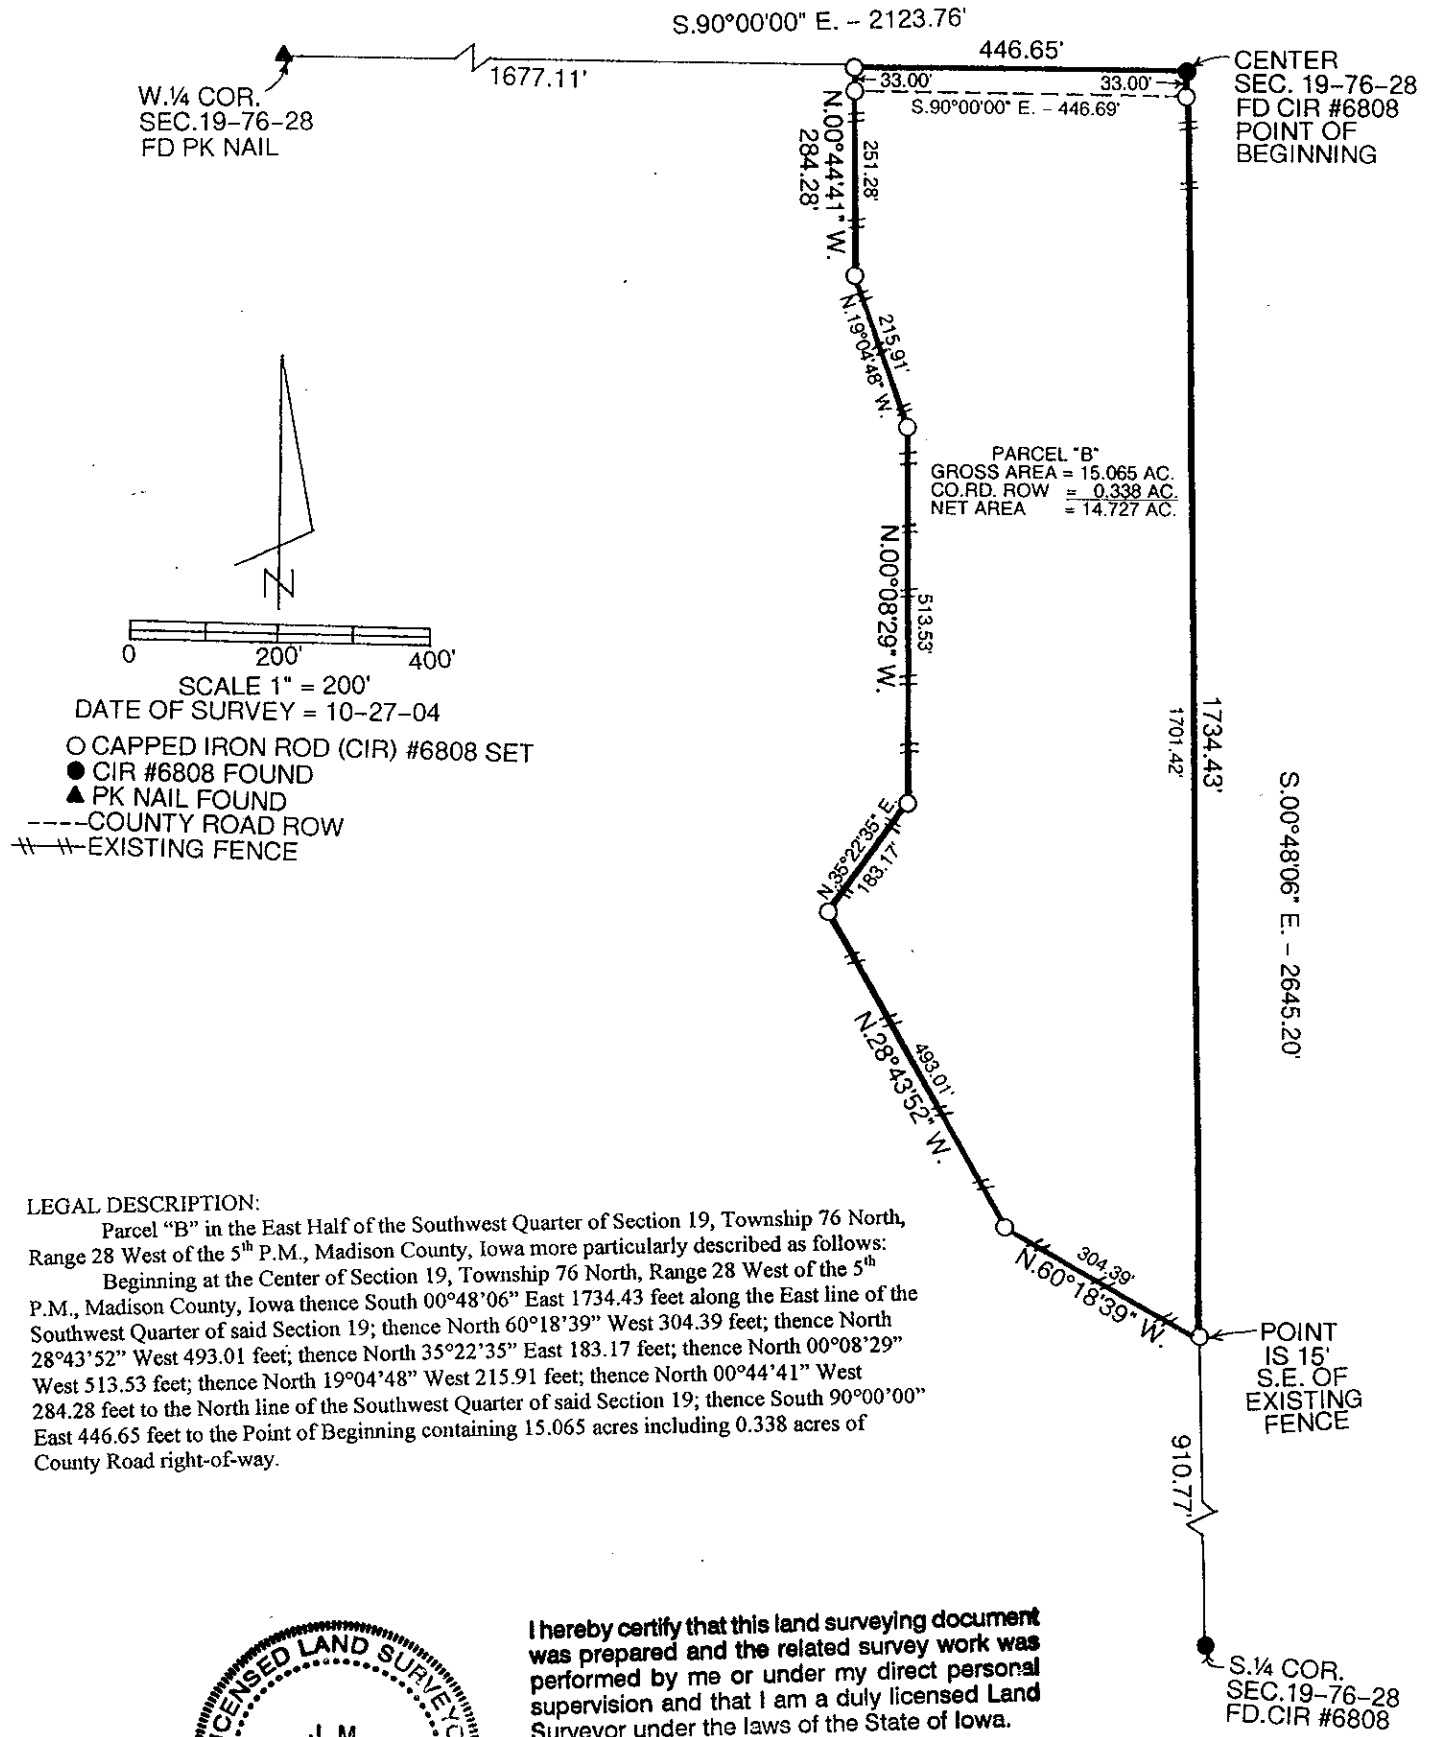 S.90°00'00" E. - 2123.76'
446.65'
1677.11'
W.¼ COR.
SEC.19-76-28
FD PK NAIL
CENTER
SEC. 19-76-28
FD CIR #6808
POINT OF
BEGINNING
33.00'
33.00'
S.90°00'00" E. - 446.69'
N.00°44'41" W.
284.28'
251.28'
N.19°04'48" W.
215.91'
PARCEL "B"
GROSS AREA = 15.065 AC.
CO.RD. ROW = 0.338 AC.
NET AREA = 14.727 AC.
N.00°08'29" W.
513.53'
N
0 200' 400'
SCALE 1" = 200'
DATE OF SURVEY = 10-27-04
CAPPED IRON ROD (CIR) #6808 SET
CIR #6808 FOUND
PK NAIL FOUND
COUNTY ROAD ROW
EXISTING FENCE
1734.43'
1701.42'
S.00°48'06" E. - 2645.20'
N.35°22'35" E.
183.17'
N.28°43'52" W.
493.01'
304.39'
N.60°18'39" W.
POINT
IS 15'
S.E. OF
EXISTING
FENCE
910.77'
S.¼ COR.
SEC.19-76-28
FD.CIR #6808
LEGAL DESCRIPTION:
Parcel “B” in the East Half of the Southwest Quarter of Section 19, Township 76 North,
Range 28 West of the 5th P.M., Madison County, Iowa more particularly described as follows:
Beginning at the Center of Section 19, Township 76 North, Range 28 West of the 5th
P.M., Madison County, Iowa thence South 00°48’06” East 1734.43 feet along the East line of the
Southwest Quarter of said Section 19; thence North 60°18’39” West 304.39 feet; thence North
28°43’52” West 493.01 feet; thence North 35°22’35” East 183.17 feet; thence North 00°08’29”
West 513.53 feet; thence North 19°04’48” West 215.91 feet; thence North 00°44’41” West
284.28 feet to the North line of the Southwest Quarter of said Section 19; thence South 90°00’00”
East 446.65 feet to the Point of Beginning containing 15.065 acres including 0.338 acres of
County Road right-of-way.
I hereby certify that this land surveying document
was prepared and the related survey work was
performed by me or under my direct personal
supervision and that I am a duly licensed Land
Surveyor under the laws of the State of Iowa.
LAND